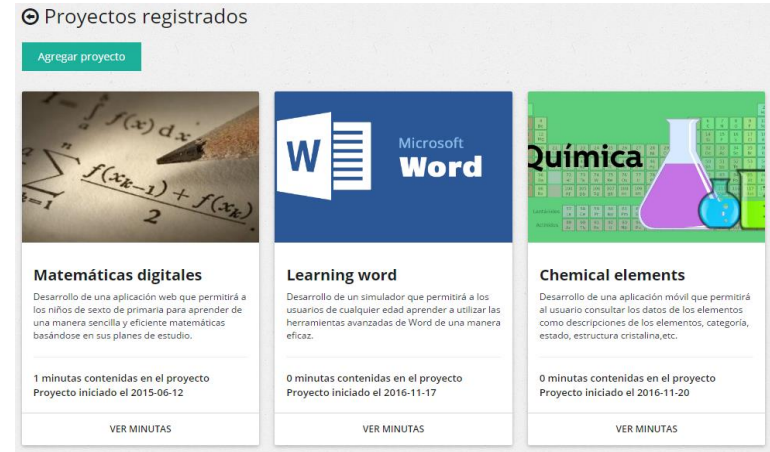 Proyectos registrados
Agregar proyecto
I = ∫ f(x) dx
n
∑ f(xₖ₋₁) + f(xₖ)
k=1 2
W
Microsoft
Word
Química
Matemáticas digitales
Desarrollo de una aplicación web que permitirá a
los niños de sexto de primaria para aprender de
una manera sencilla y eficiente matemáticas
basándose en sus planes de estudio.
1 minutas contenidas en el proyecto
Proyecto iniciado el 2015-06-12
VER MINUTAS
Learning word
Desarrollo de un simulador que permitirá a los
usuarios de cualquier edad aprender a utilizar las
herramientas avanzadas de Word de una manera
eficaz.
0 minutas contenidas en el proyecto
Proyecto iniciado el 2016-11-17
VER MINUTAS
Chemical elements
Desarrollo de una aplicación móvil que permitirá
al usuario consultar los datos de los elementos
como descripciones de los elementos, categoría,
estado, estructura cristalina,etc.
0 minutas contenidas en el proyecto
Proyecto iniciado el 2016-11-20
VER MINUTAS